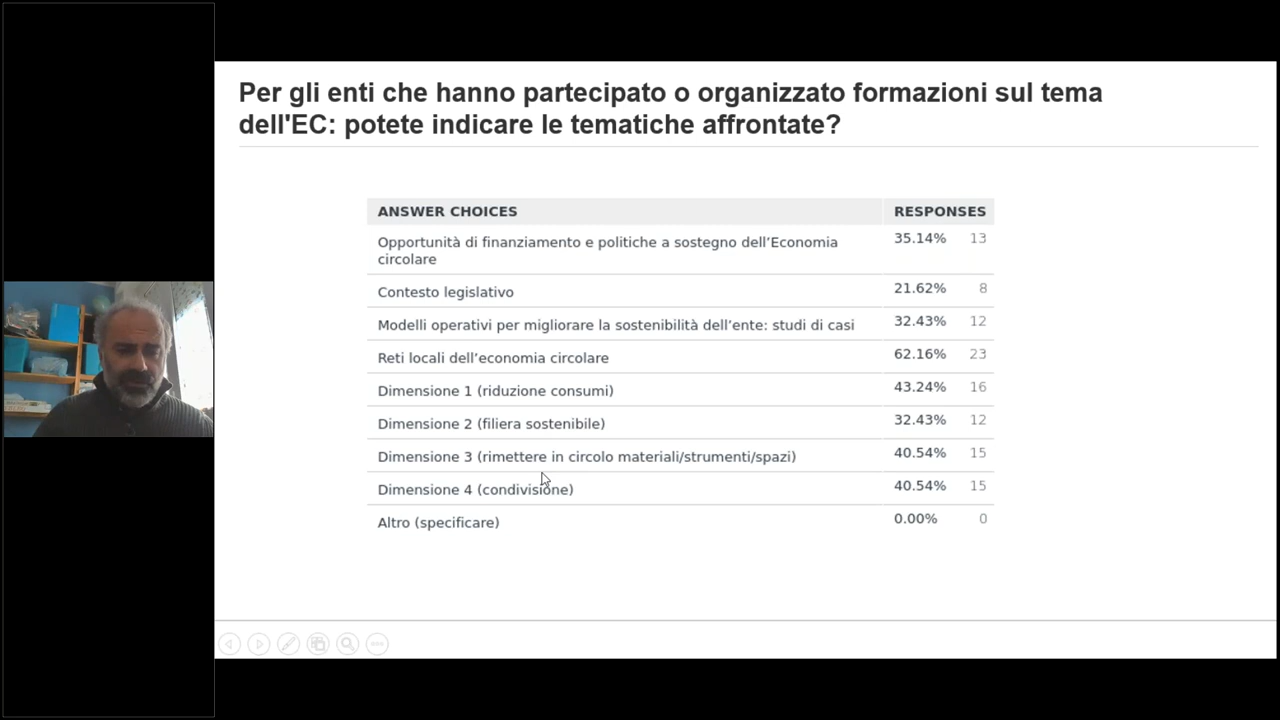 Per gli enti che hanno partecipato o organizzato formazioni sul tema
dell'EC: potete indicare le tematiche affrontate?
ANSWER CHOICES RESPONSES
Opportunità di finanziamento e politiche a sostegno dell’Economia 35.14% 13
circolare
Contesto legislativo 21.62% 8
Modelli operativi per migliorare la sostenibilità dell’ente: studi di casi 32.43% 12
Reti locali dell’economia circolare 62.16% 23
Dimensione 1 (riduzione consumi) 43.24% 16
Dimensione 2 (filiera sostenibile) 32.43% 12
Dimensione 3 (rimettere in circolo materiali/strumenti/spazi) 40.54% 15
Dimensione 4 (condivisione) 40.54% 15
Altro (specificare) 0.00% 0